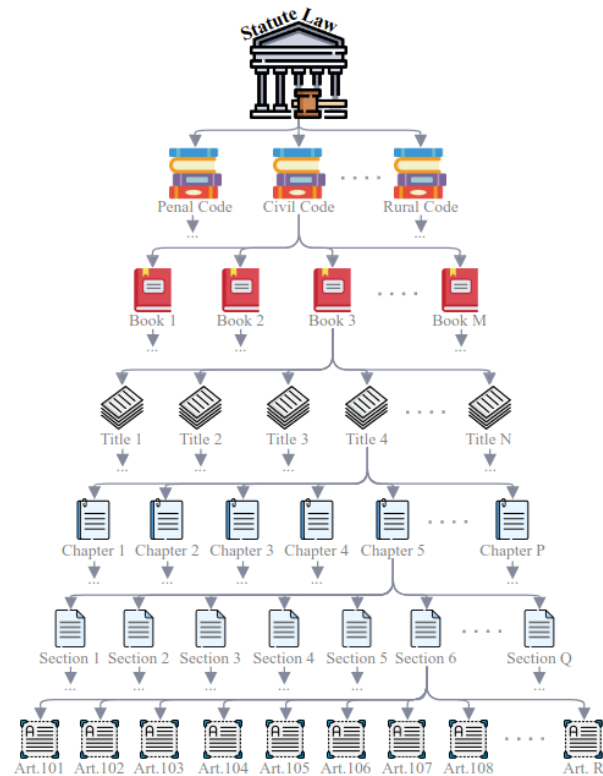 Statute Law
Penal Code Civil Code . . . . Rural Code
... ...
Book 1 Book 2 Book 3 . . . . Book M
... ... ...
Title 1 Title 2 Title 3 Title 4 . . . . Title N
... ... ... ...
Chapter 1 Chapter 2 Chapter 3 Chapter 4 Chapter 5 . . . . Chapter P
... ... ... ... ...
Section 1 Section 2 Section 3 Section 4 Section 5 Section 6 . . . . Section Q
... ... ... ... ... ...
Art.101 Art.102 Art.103 Art.104 Art.105 Art.106 Art.107 Art.108 . . . . Art. R